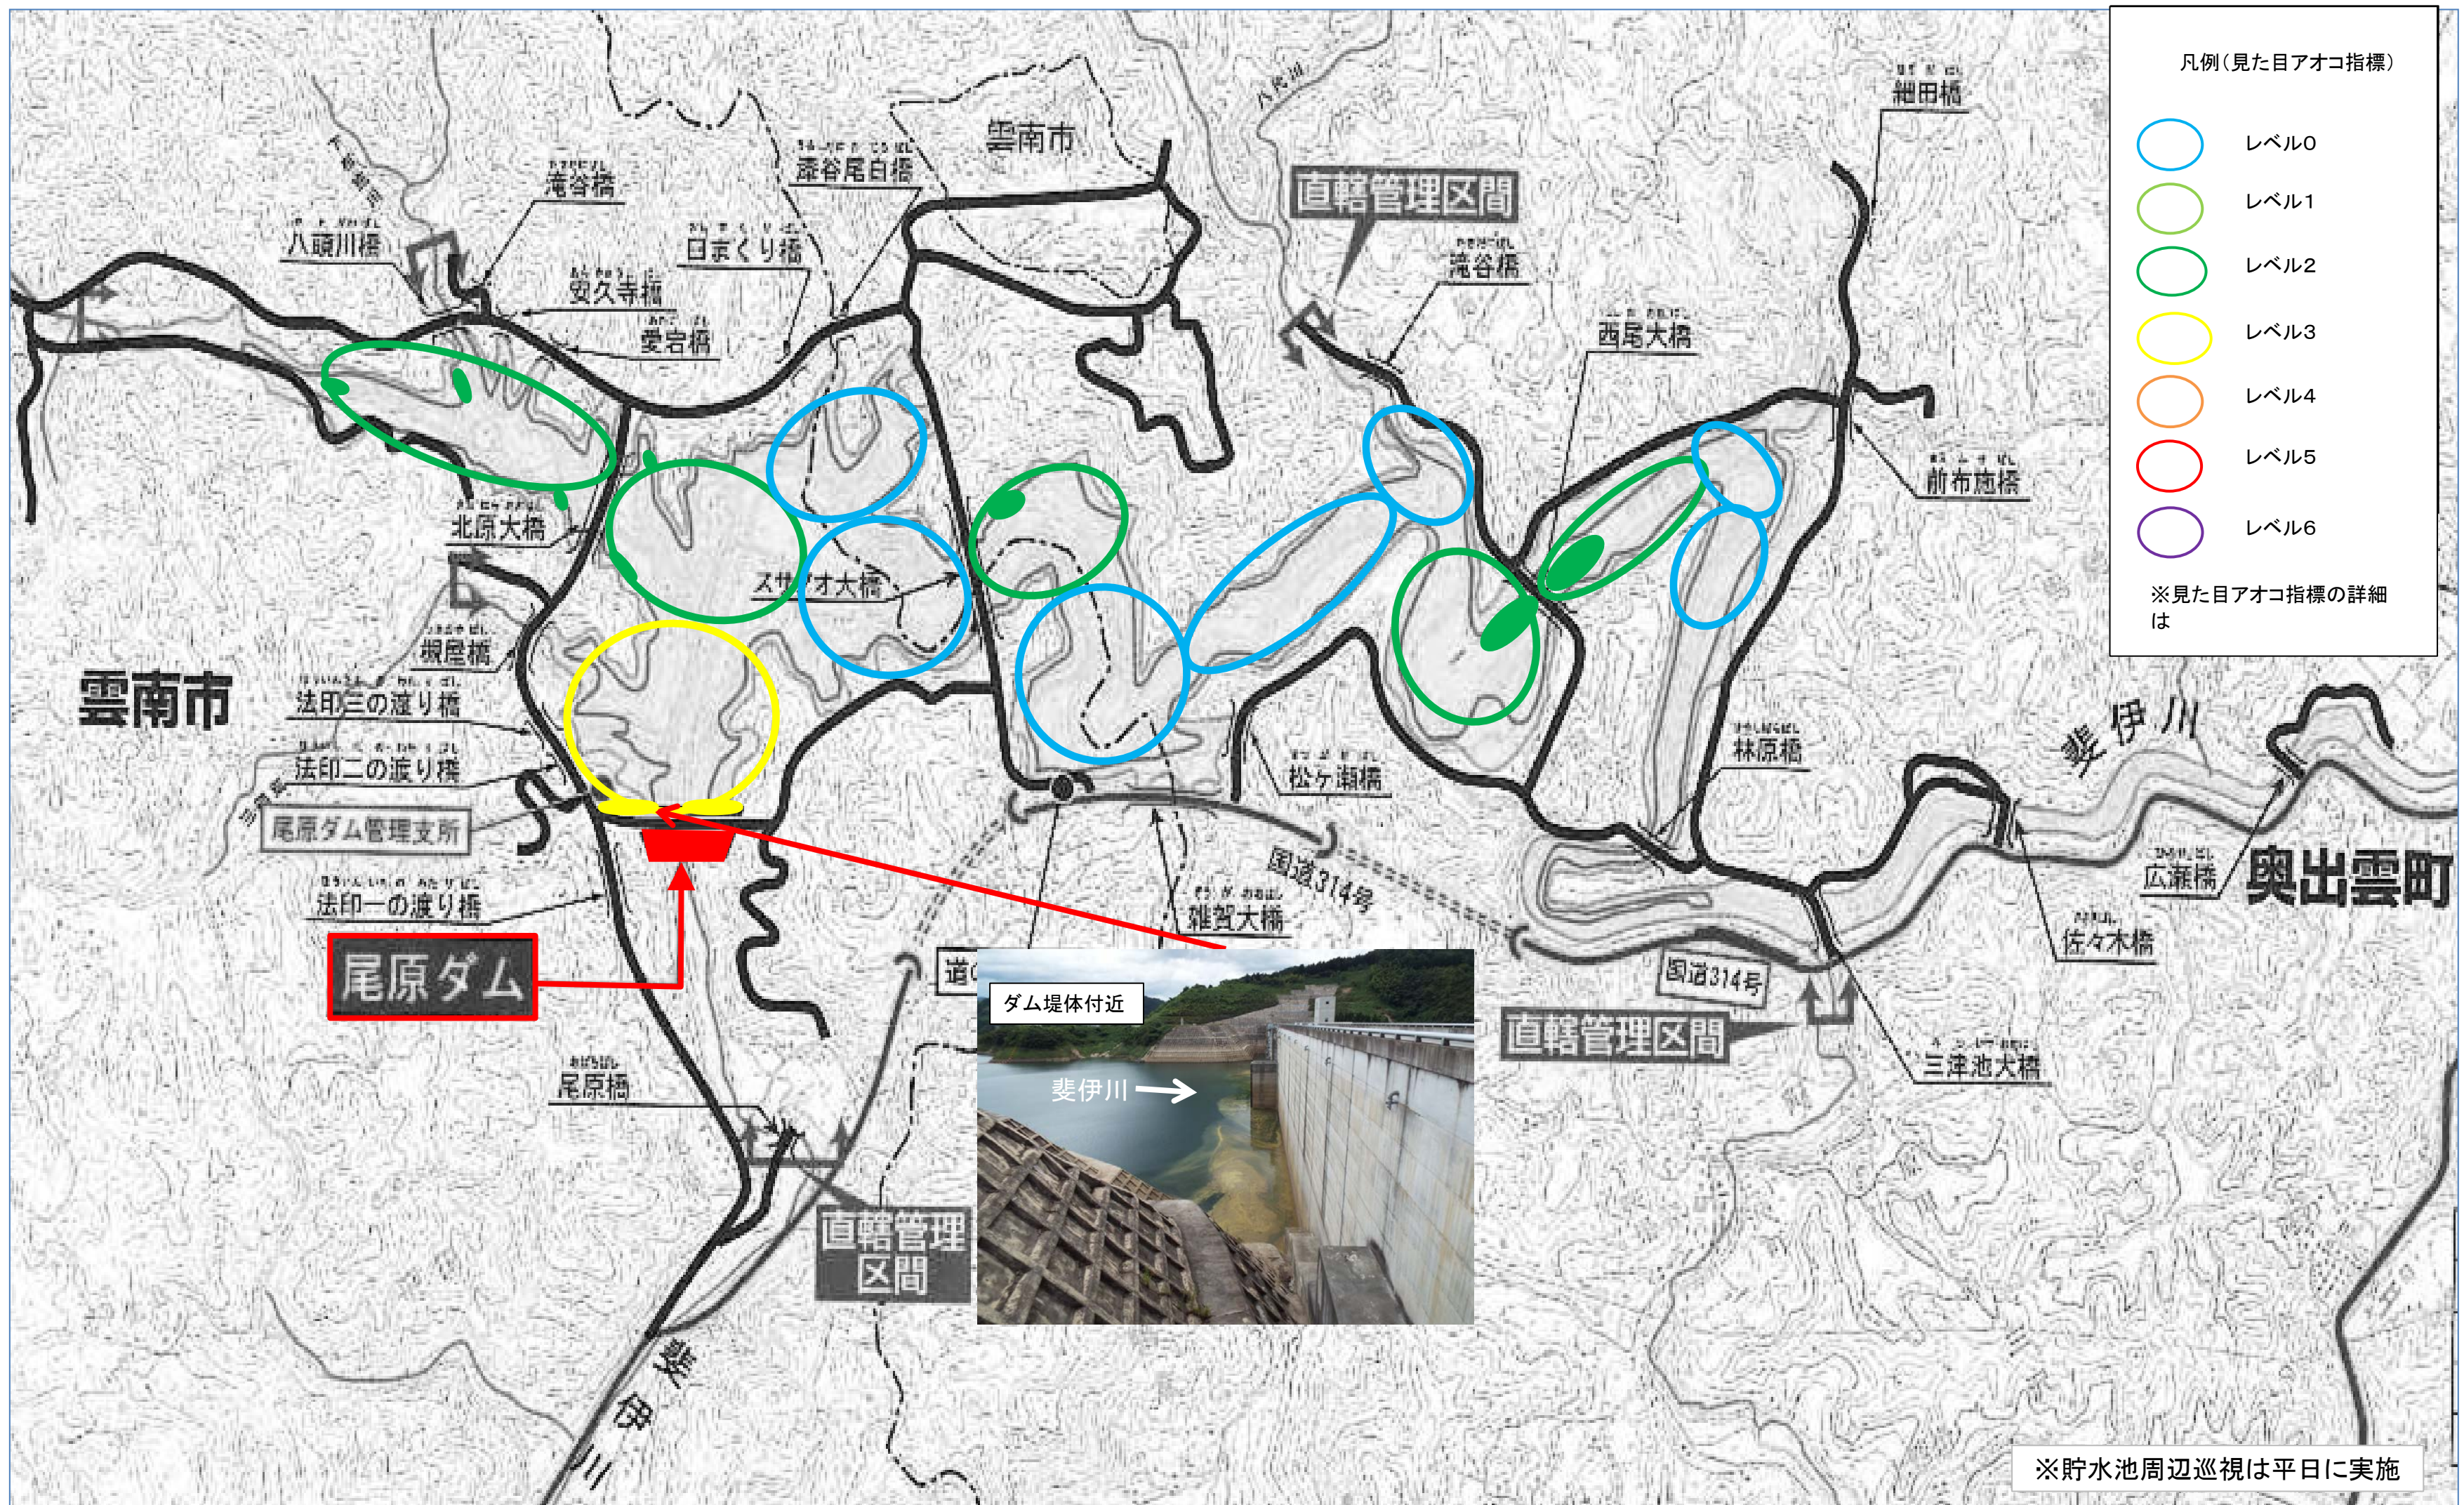 凡例(見た目アオコ指標)
レベル0
レベル1
レベル2
レベル3
レベル4
レベル5
レベル6
※見た目アオコ指標の詳細
は
細田橋
雲南市
八代川
滝谷橋
八頭川橋
安久寺橋
愛宕橋
直轄管理区間
滝谷橋
西尾大橋
前布施橋
北原大橋
スサノオ大橋
槻屋橋
雲南市
法印三の渡り橋
法印二の渡り橋
尾原ダム管理支所
法印一の渡り橋
松ヶ瀬橋
林原橋
斐伊川
広瀬橋
奥出雲町
佐々木橋
国道314号
雑賀大橋
国道314号
尾原ダム
直轄管理区間
三津池大橋
道の
ダム堤体付近
斐伊川
尾原橋
直轄管理
区間
斐伊川
※貯水池周辺巡視は平日に実施